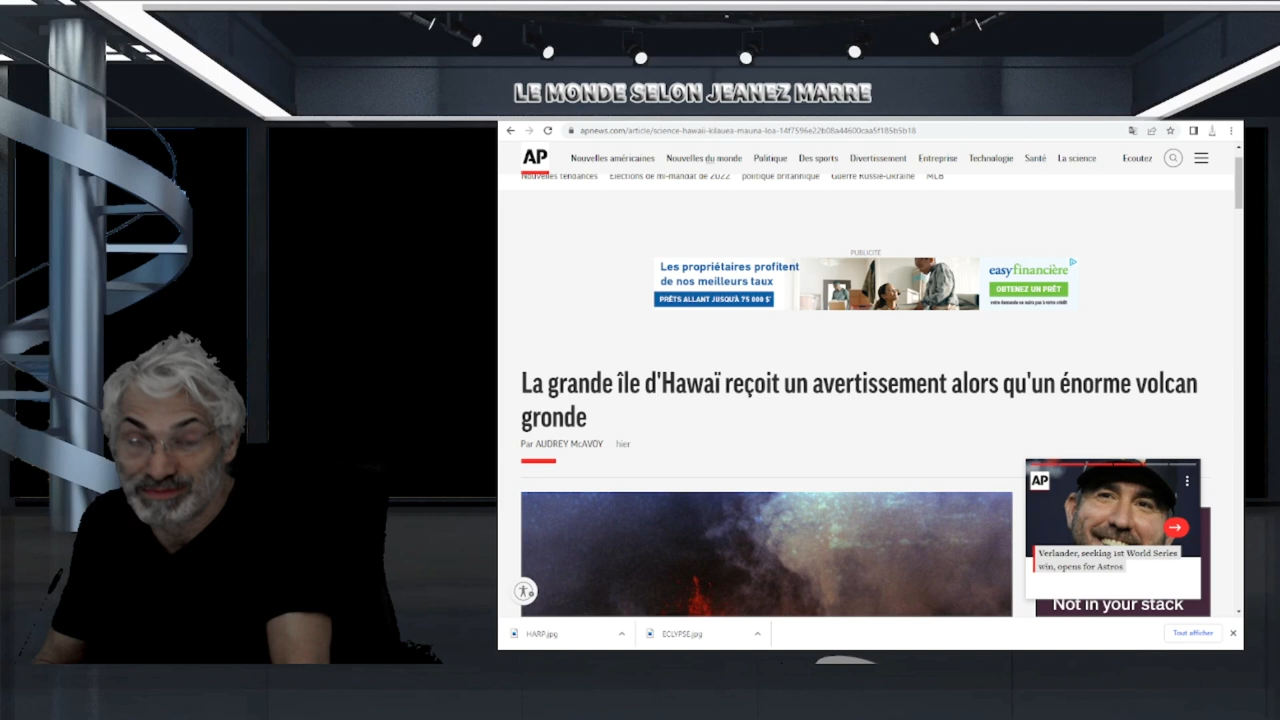 LE MONDE SELON JEANEZ MARRE
apnews.com/article/science-hawaii-kilauea-mauna-loa-14f7596e22b08a44600caa5f185b5b18
AP
Nouvelles américaines Nouvelles du monde Politique Des sports Divertissement Entreprise Technologie Santé La science Ecoutez
Nouvelles tendances Élections de mi-mandat de 2022 politique britannique Guerre Russie-Ukraine MLB
PUBLICITÉ
Les propriétaires profitent
de nos meilleurs taux
PRÊTS ALLANT JUSQU'À 75 000 $
easyfinancière
OBTENEZ UN PRÊT
La grande île d'Hawaï reçoit un avertissement alors qu'un énorme volcan
gronde
Par AUDREY McAVOY hier
AP
Verlander, seeking 1st World Series
win, opens for Astros
Not in your stack
HARP.jpg
ECLYPSE.jpg
Tout afficher